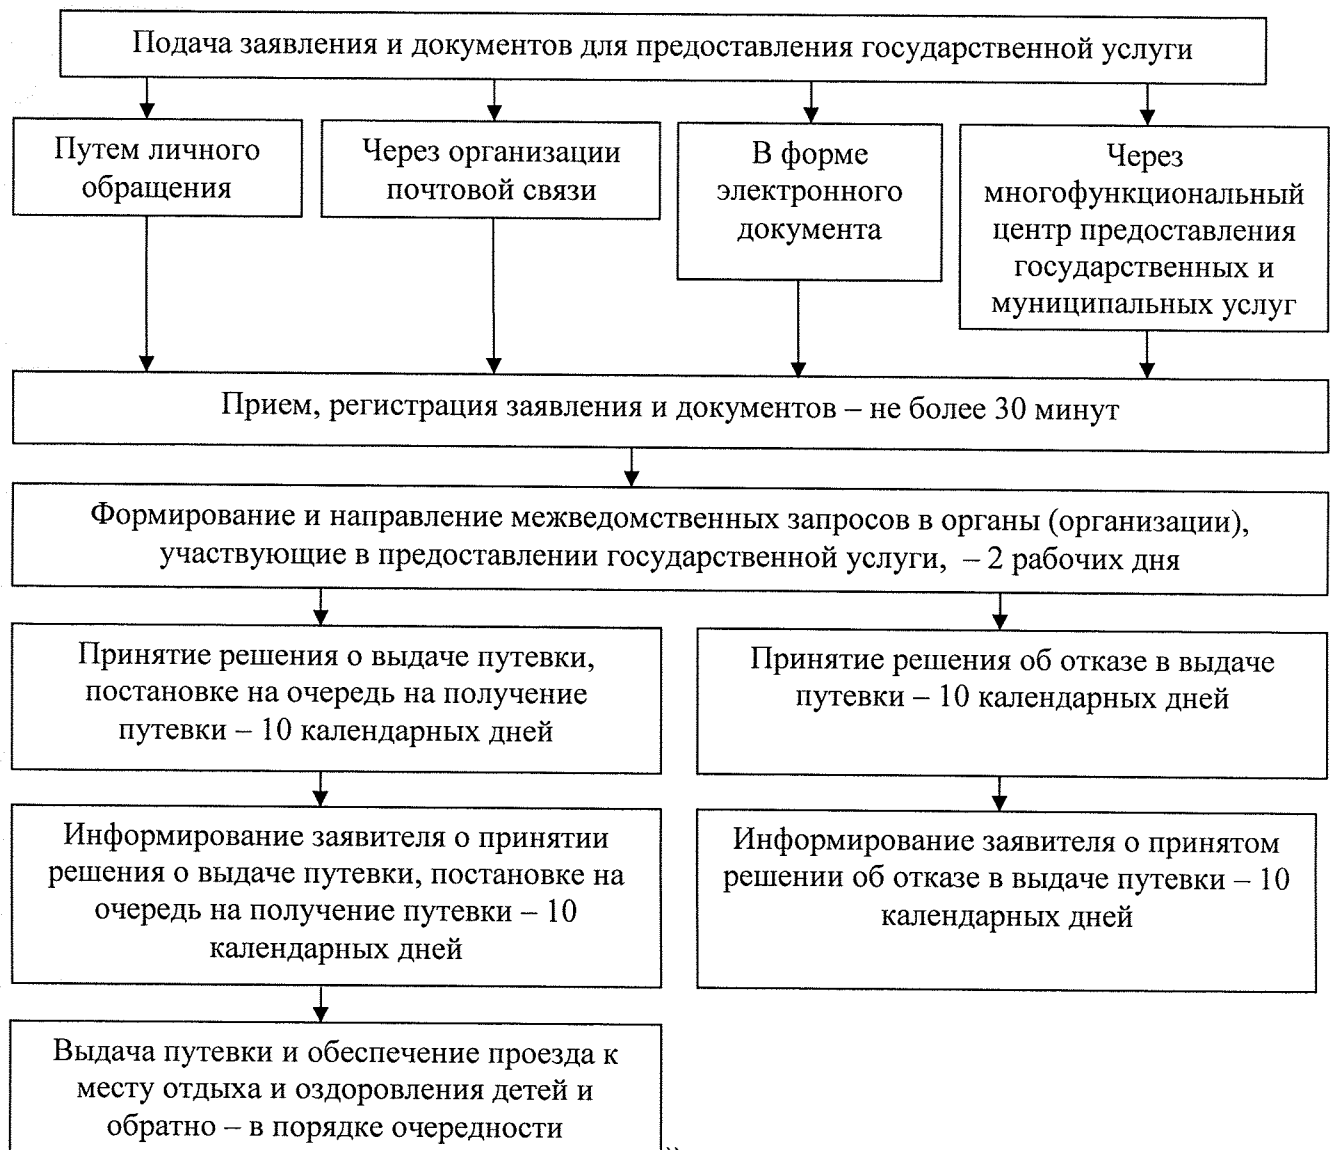 Подача заявления и документов для предоставления государственной услуги
Путем личного
обращения
Через организации
почтовой связи
В форме
электронного
документа
Через
многофункциональный
центр предоставления
государственных и
муниципальных услуг
Прием, регистрация заявления и документов – не более 30 минут
Формирование и направление межведомственных запросов в органы (организации),
участвующие в предоставлении государственной услуги, – 2 рабочих дня
Принятие решения о выдаче путевки,
постановке на очередь на получение
путевки – 10 календарных дней
Принятие решения об отказе в выдаче
путевки – 10 календарных дней
Информирование заявителя о принятии
решения о выдаче путевки, постановке на
очередь на получение путевки – 10
календарных дней
Информирование заявителя о принятом
решении об отказе в выдаче путевки – 10
календарных дней
Выдача путевки и обеспечение проезда к
месту отдыха и оздоровления детей и
обратно – в порядке очередности